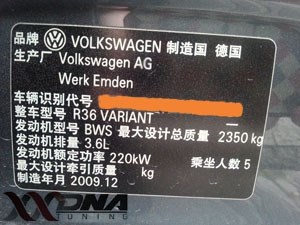 品牌 VOLKSWAGEN 制造国 德国
生产厂 Volkswagen AG
Werk Emden
车辆识别代号
整车型号 R36 VARIANT
发动机型号 BWS 最大设计总质量 2350 kg
发动机排量 3.6L
发动机额定功率 220kW 乘坐人数 5
最大设计牵引质量 kg
制造年月 2009.12
XXDNA
TUNING